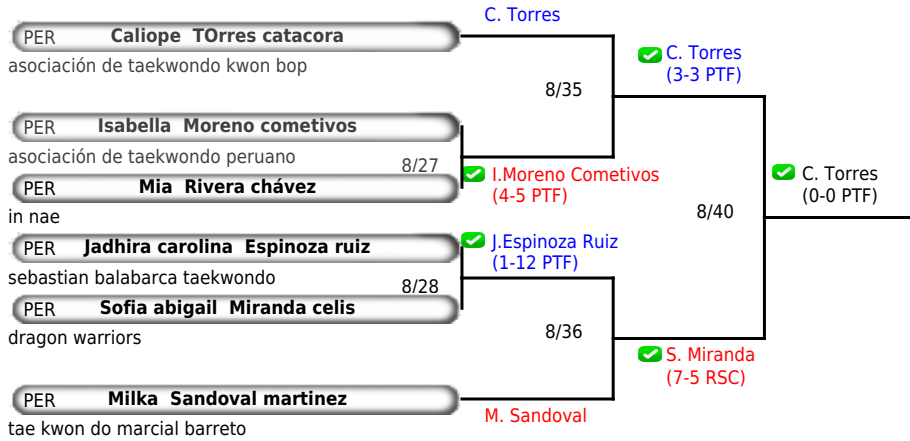 C. Torres
PER Caliope TOrres catacora
asociación de taekwondo kwon bop
C. Torres
(3-3 PTF)
8/35
PER Isabella Moreno cometivos
asociación de taekwondo peruano
8/27
I.Moreno Cometivos
(4-5 PTF)
PER Mia Rivera chávez
in nae
C. Torres
(0-0 PTF)
8/40
PER Jadhira carolina Espinoza ruiz
sebastian balabarca taekwondo
J.Espinoza Ruiz
(1-12 PTF)
8/28
PER Sofia abigail Miranda celis
dragon warriors
8/36
S. Miranda
(7-5 RSC)
PER Milka Sandoval martinez
tae kwon do marcial barreto
M. Sandoval